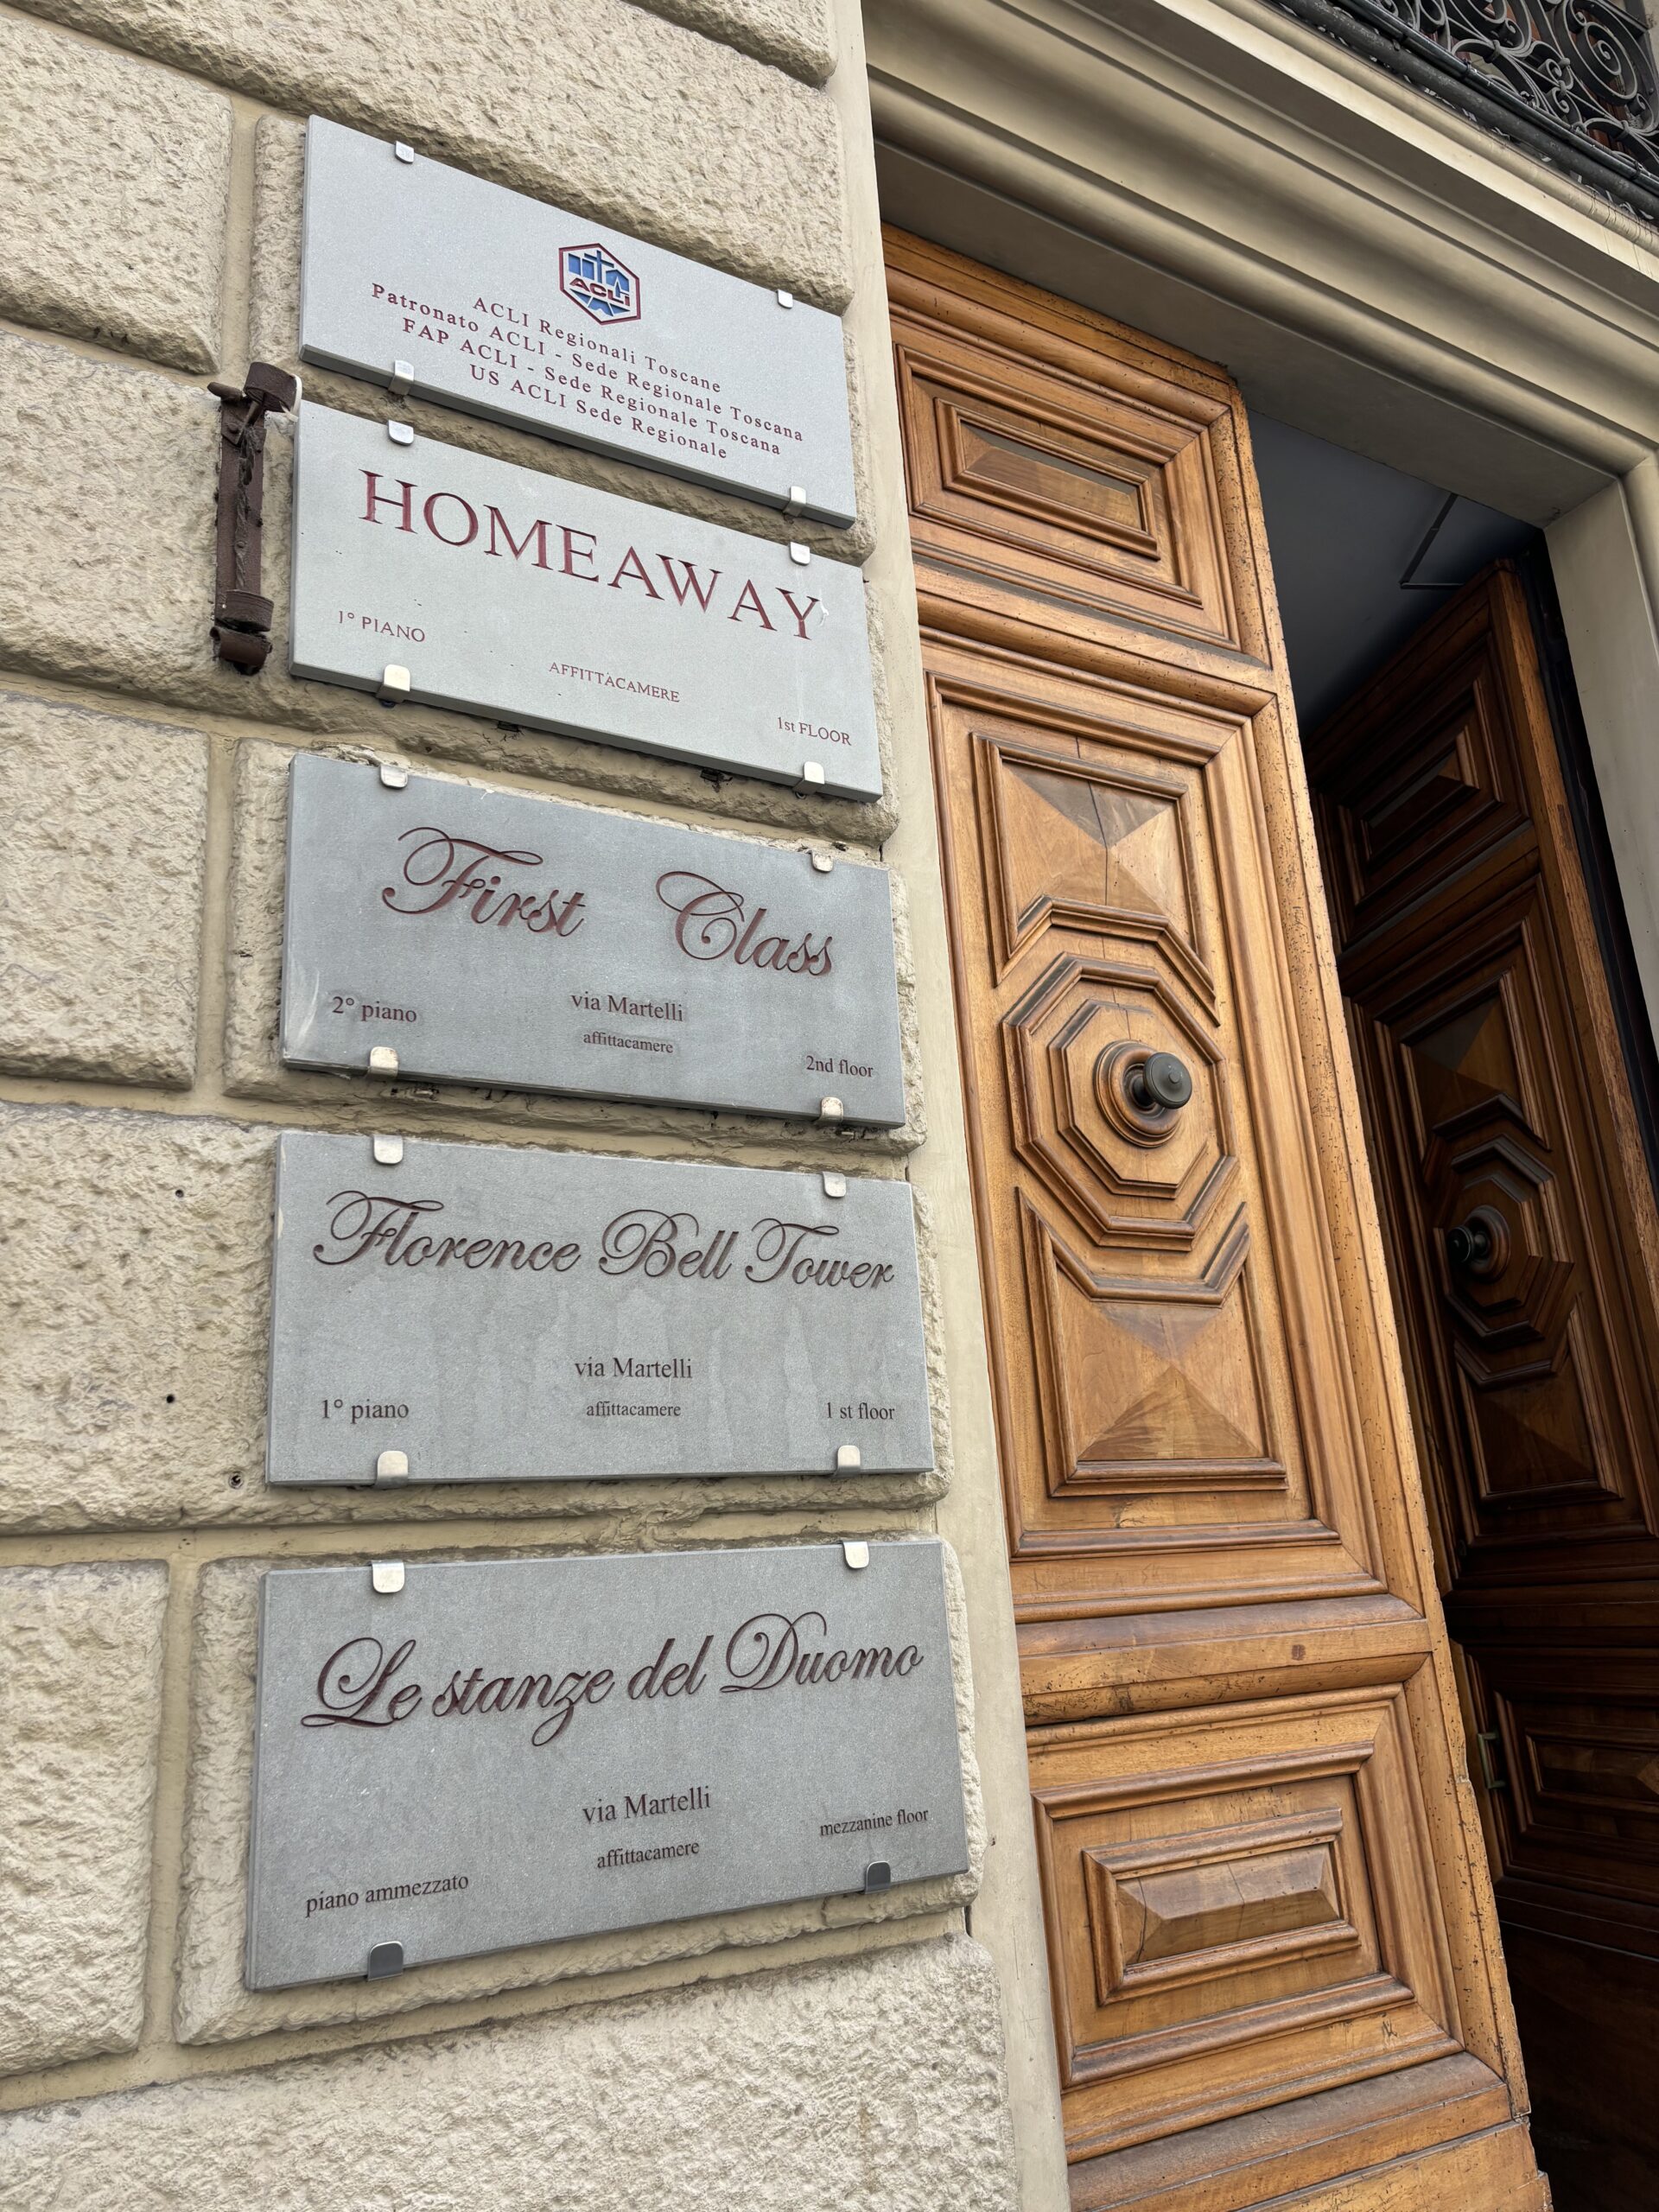 ACLI
ACLI Regionali Toscane
Patronato ACLI - Sede Regionale Toscana
FAP ACLI - Sede Regionale Toscana
US ACLI Sede Regionale
HOMEAWAY
1° PIANO
AFFITTACAMERE
1st FLOOR
First Class
via Martelli
2° piano
affittacamere
2nd floor
Florence Bell Tower
via Martelli
1° piano
affittacamere
1 st floor
Le stanze del Duomo
via Martelli
mezzanine floor
affittacamere
piano ammezzato